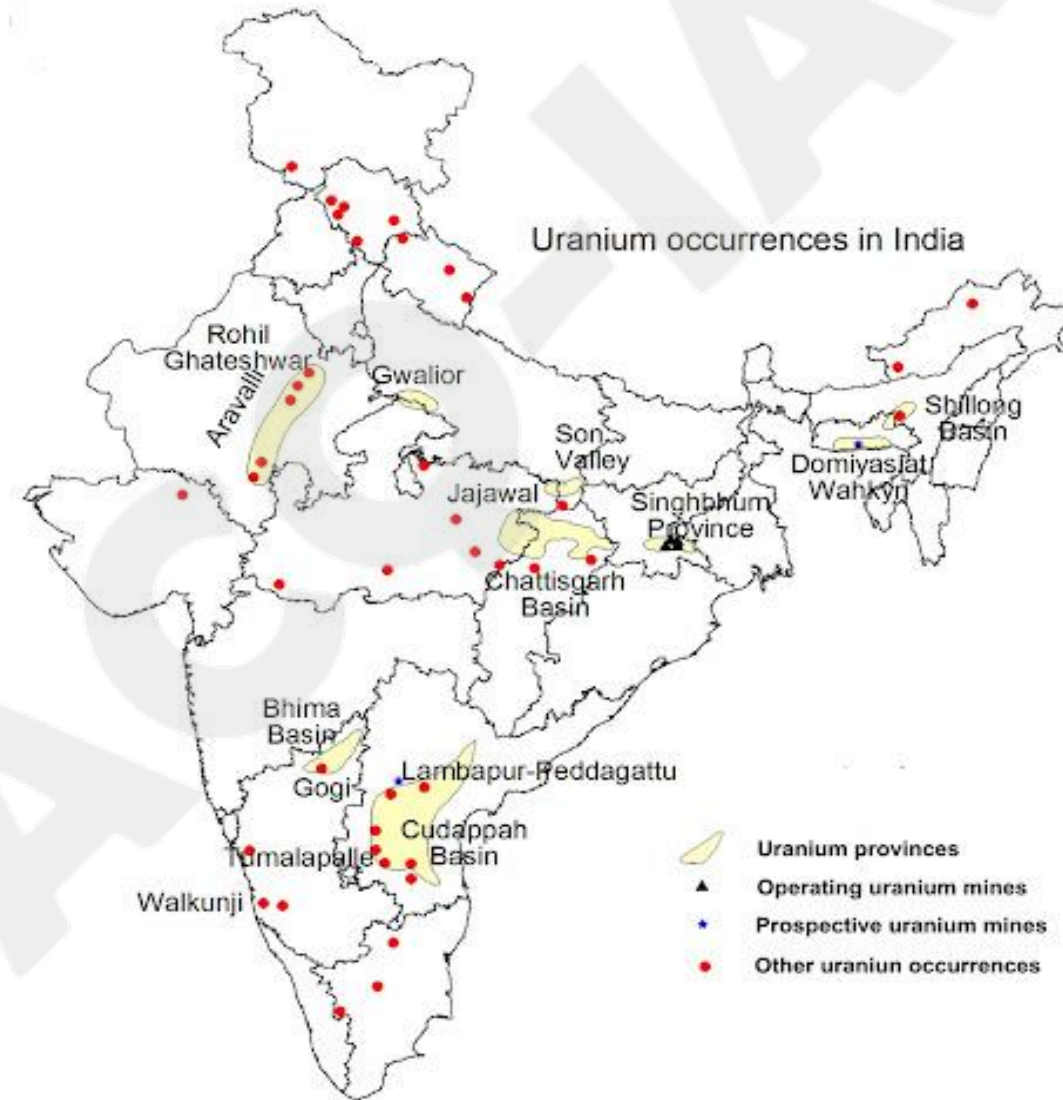 Uranium occurrences in India
Rohil
Ghateshwar
Aravalli
Gwalior
Son
Valley
Jajawal
Singhbhum
Province
Shillong
Basin
Domiyasiat
Wahkyn
Chattisgarh
Basin
Bhima
Basin
Gogi
Lambapur-Peddagattu
Cudappah
Basin
Tumalapalle
Walkunji
Uranium provinces
Operating uranium mines
Prospective uranium mines
Other uraniun occurrences